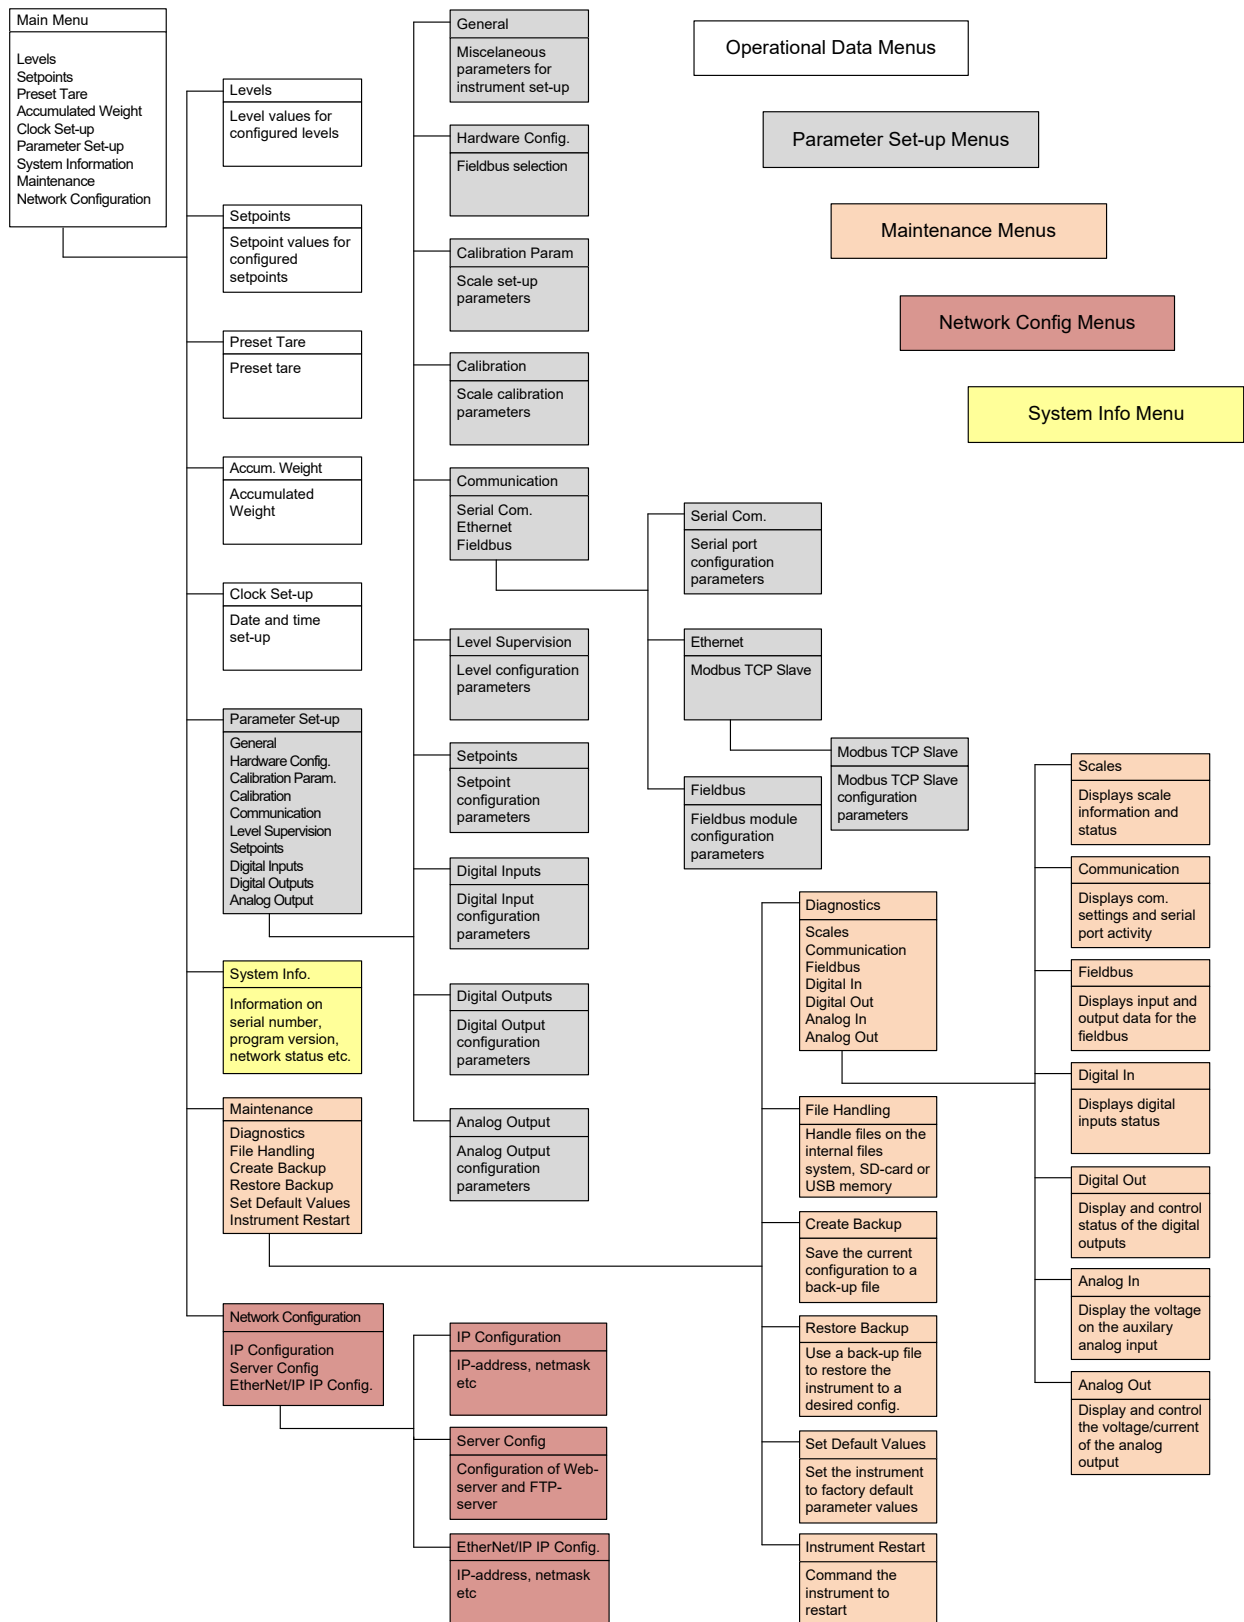 Main Menu
Levels
Setpoints
Preset Tare
Accumulated Weight
Clock Set-up
Parameter Set-up
System Information
Maintenance
Network Configuration
Levels
Level values for
configured levels
Setpoints
Setpoint values for
configured
setpoints
Preset Tare
Preset tare
Accum. Weight
Accumulated
Weight
Clock Set-up
Date and time
set-up
Parameter Set-up
General
Hardware Config.
Calibration Param.
Calibration
Communication
Level Supervision
Setpoints
Digital Inputs
Digital Outputs
Analog Output
System Info.
Information on
serial number,
program version,
network status etc.
Maintenance
Diagnostics
File Handling
Create Backup
Restore Backup
Set Default Values
Instrument Restart
Network Configuration
IP Configuration
Server Config
EtherNet/IP IP Config.
General
Miscelaneous
parameters for
instrument set-up
Hardware Config.
Fieldbus selection
Calibration Param
Scale set-up
parameters
Calibration
Scale calibration
parameters
Communication
Serial Com.
Ethernet
Fieldbus
Level Supervision
Level configuration
parameters
Setpoints
Setpoint
configuration
parameters
Digital Inputs
Digital Input
configuration
parameters
Digital Outputs
Digital Output
configuration
parameters
Analog Output
Analog Output
configuration
parameters
IP Configuration
IP-address, netmask
etc
Server Config
Configuration of Web-
server and FTP-
server
EtherNet/IP IP Config.
IP-address, netmask
etc
Operational Data Menus
Parameter Set-up Menus
Maintenance Menus
Network Config Menus
System Info Menu
Serial Com.
Serial port
configuration
parameters
Ethernet
Modbus TCP Slave
Modbus TCP Slave
Modbus TCP Slave
configuration
parameters
Fieldbus
Fieldbus module
configuration
parameters
Diagnostics
Scales
Communication
Fieldbus
Digital In
Digital Out
Analog In
Analog Out
File Handling
Handle files on the
internal files
system, SD-card or
USB memory
Create Backup
Save the current
configuration to a
back-up file
Restore Backup
Use a back-up file
to restore the
instrument to a
desired config.
Set Default Values
Set the instrument
to factory default
parameter values
Instrument Restart
Command the
instrument to
restart
Scales
Displays scale
information and
status
Communication
Displays com.
settings and serial
port activity
Fieldbus
Displays input and
output data for the
fieldbus
Digital In
Displays digital
inputs status
Digital Out
Display and control
status of the digital
outputs
Analog In
Display the voltage
on the auxilary
analog input
Analog Out
Display and control
the voltage/current
of the analog
output